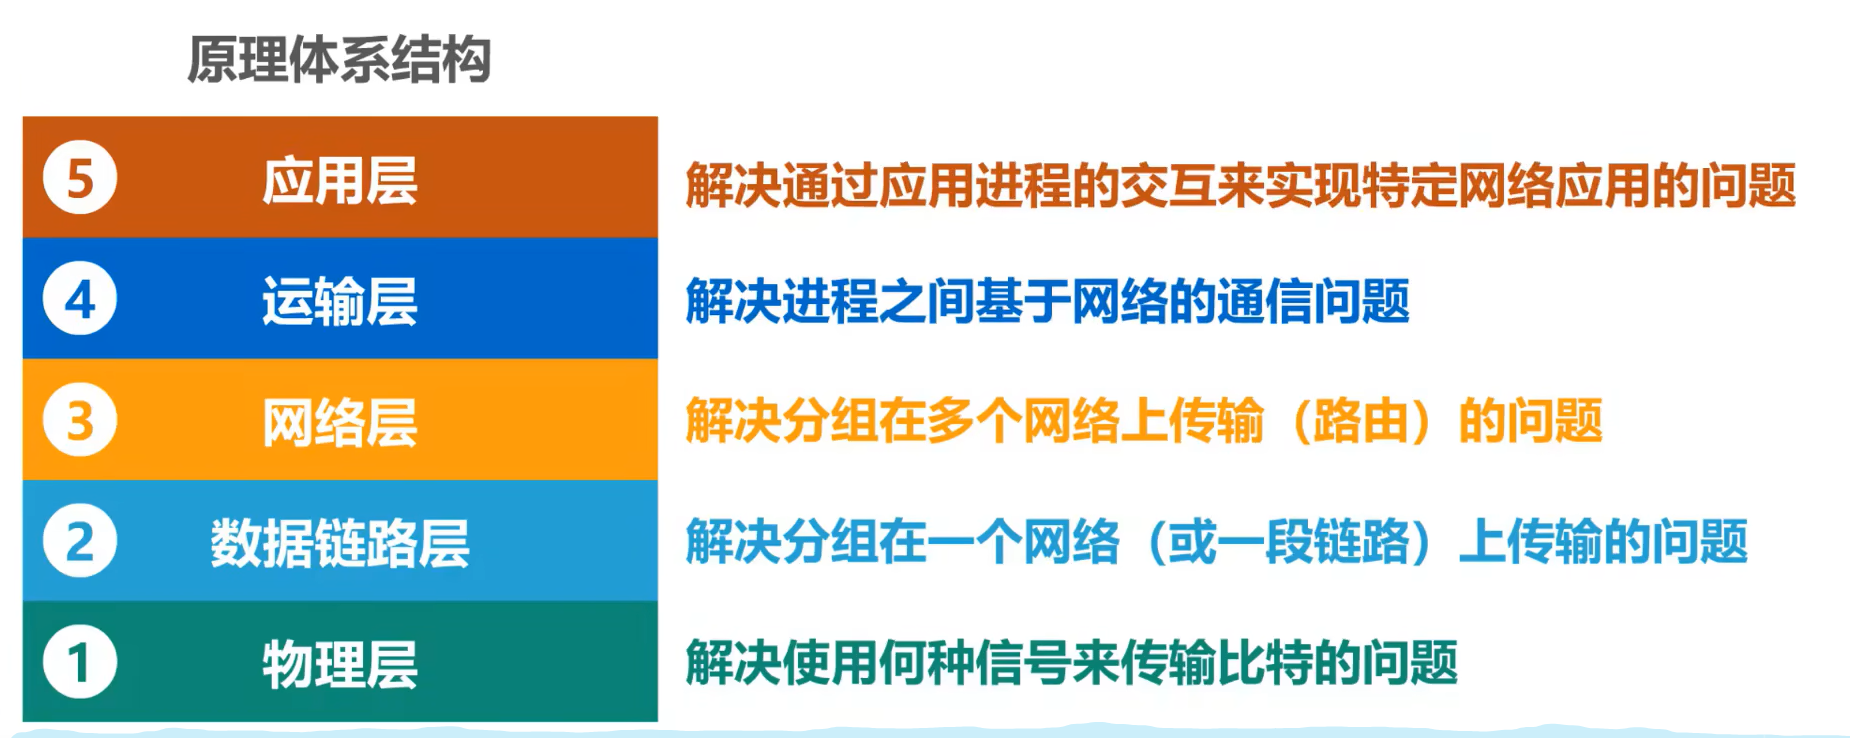 原理体系结构
5 应用层 解决通过应用进程的交互来实现特定网络应用的问题
4 运输层 解决进程之间基于网络的通信问题
3 网络层 解决分组在多个网络上传输（路由）的问题
2 数据链路层 解决分组在一个网络（或一段链路）上传输的问题
1 物理层 解决使用何种信号来传输比特的问题